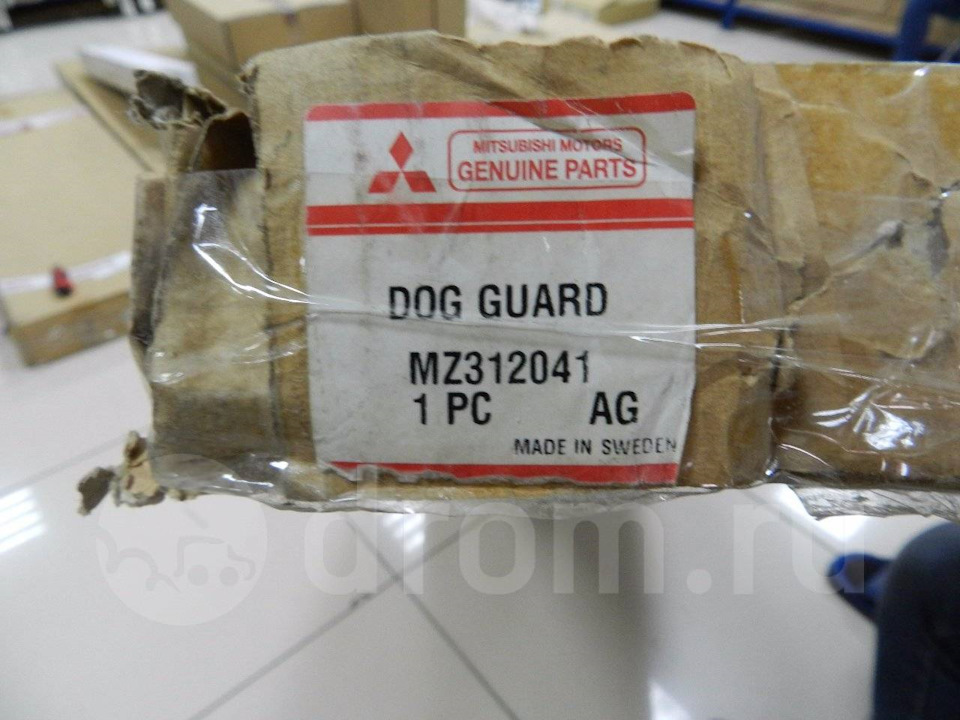 MITSUBISHI MOTORS
GENUINE PARTS
DOG GUARD
MZ312041
1 PC AG
MADE IN SWEDEN
drom.ru